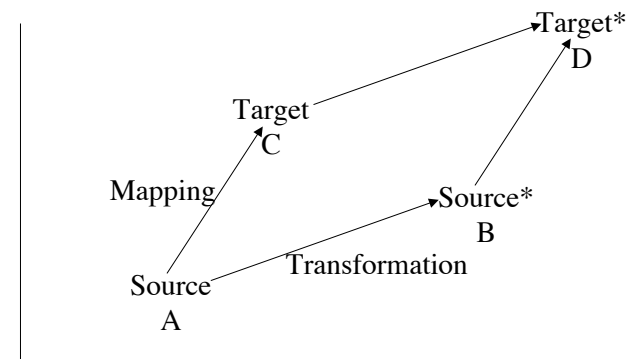 Target*
D
Target
C
Mapping
Source*
B
Transformation
Source
A